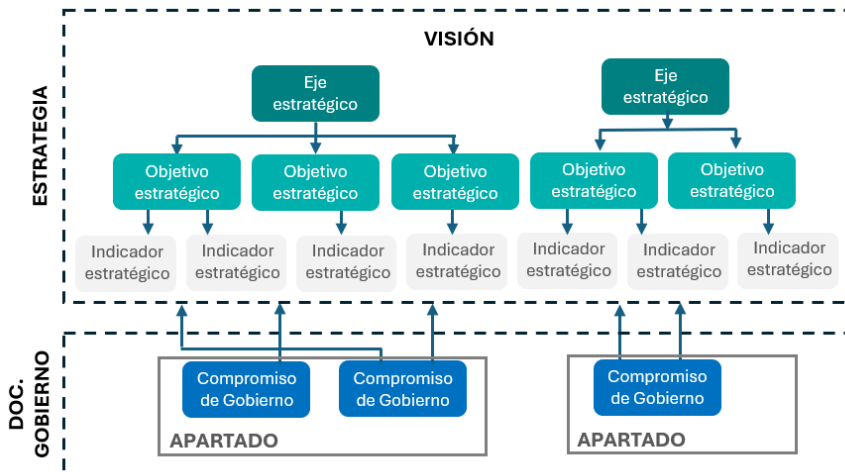 VISIÓN
ESTRATEGIA
Eje
estratégico
Eje
estratégico
Objetivo
estratégico
Objetivo
estratégico
Objetivo
estratégico
Objetivo
estratégico
Objetivo
estratégico
Indicador
estratégico
Indicador
estratégico
Indicador
estratégico
Indicador
estratégico
Indicador
estratégico
Indicador
estratégico
Indicador
estratégico
DOC.
GOBIERNO
Compromiso
de Gobierno
Compromiso
de Gobierno
APARTADO
Compromiso
de Gobierno
APARTADO